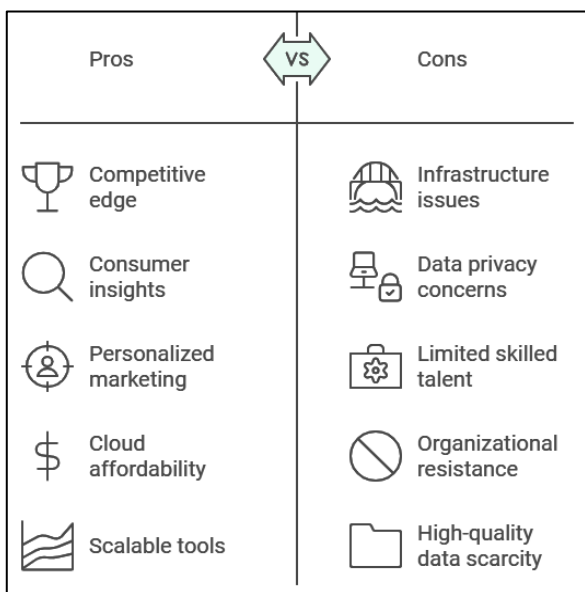 Pros
VS
Cons
Competitive
edge
Infrastructure
issues
Consumer
insights
Data privacy
concerns
Personalized
marketing
Limited skilled
talent
Cloud
affordability
Organizational
resistance
Scalable tools
High-quality
data scarcity